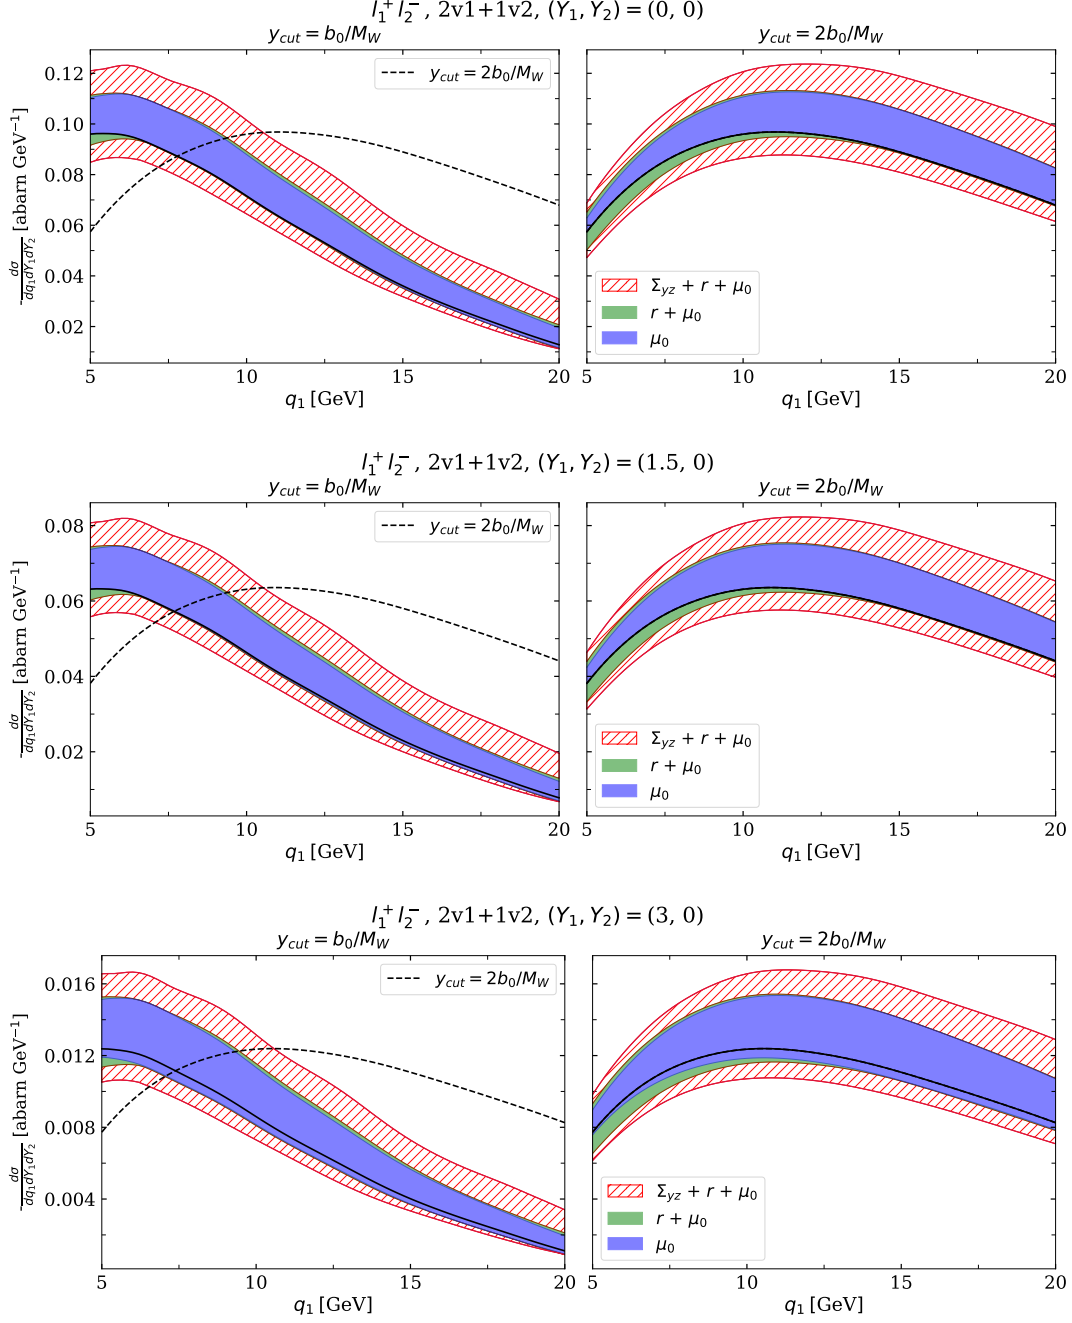 l₁⁺ l₂⁻, 2v1+1v2, (Y₁, Y₂) = (0, 0)
y_cut = b₀/M_W
y_cut = 2b₀/M_W
y_cut = 2b₀/M_W
dσ/dq₁dY₁dY₂ [abarn GeV⁻¹]
0.12
0.10
0.08
0.06
0.04
0.02
Σ_yz + r + μ₀
r + μ₀
μ₀
5 10 15 20
5 10 15 20
q₁ [GeV]
q₁ [GeV]
l₁⁺ l₂⁻, 2v1+1v2, (Y₁, Y₂) = (1.5, 0)
y_cut = b₀/M_W
y_cut = 2b₀/M_W
y_cut = 2b₀/M_W
dσ/dq₁dY₁dY₂ [abarn GeV⁻¹]
0.08
0.06
0.04
0.02
Σ_yz + r + μ₀
r + μ₀
μ₀
5 10 15 20
5 10 15 20
q₁ [GeV]
q₁ [GeV]
l₁⁺ l₂⁻, 2v1+1v2, (Y₁, Y₂) = (3, 0)
y_cut = b₀/M_W
y_cut = 2b₀/M_W
y_cut = 2b₀/M_W
dσ/dq₁dY₁dY₂ [abarn GeV⁻¹]
0.016
0.012
0.008
0.004
Σ_yz + r + μ₀
r + μ₀
μ₀
5 10 15 20
5 10 15 20
q₁ [GeV]
q₁ [GeV]